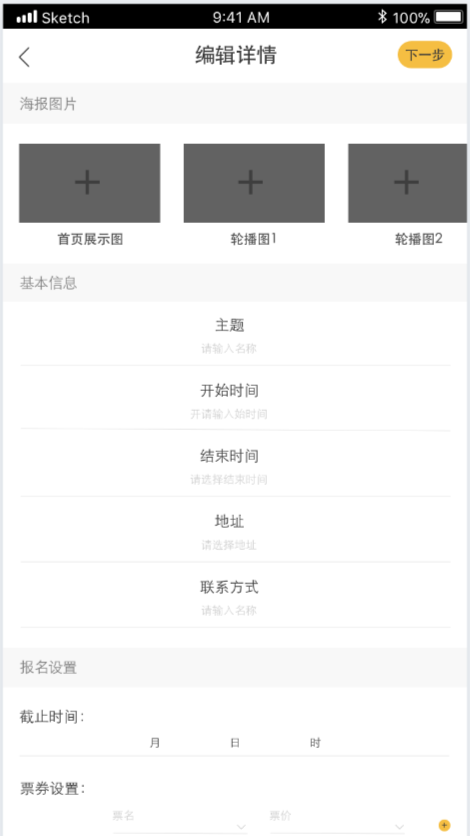 Sketch 9:41 AM 100%
编辑详情 下一步
海报图片
首页展示图 轮播图1 轮播图2
基本信息
主题
请输入名称
开始时间
开请输入始时间
结束时间
请选择结束时间
地址
请选择地址
联系方式
请输入名称
报名设置
截止时间：
月 日 时
票券设置：
票名 票价